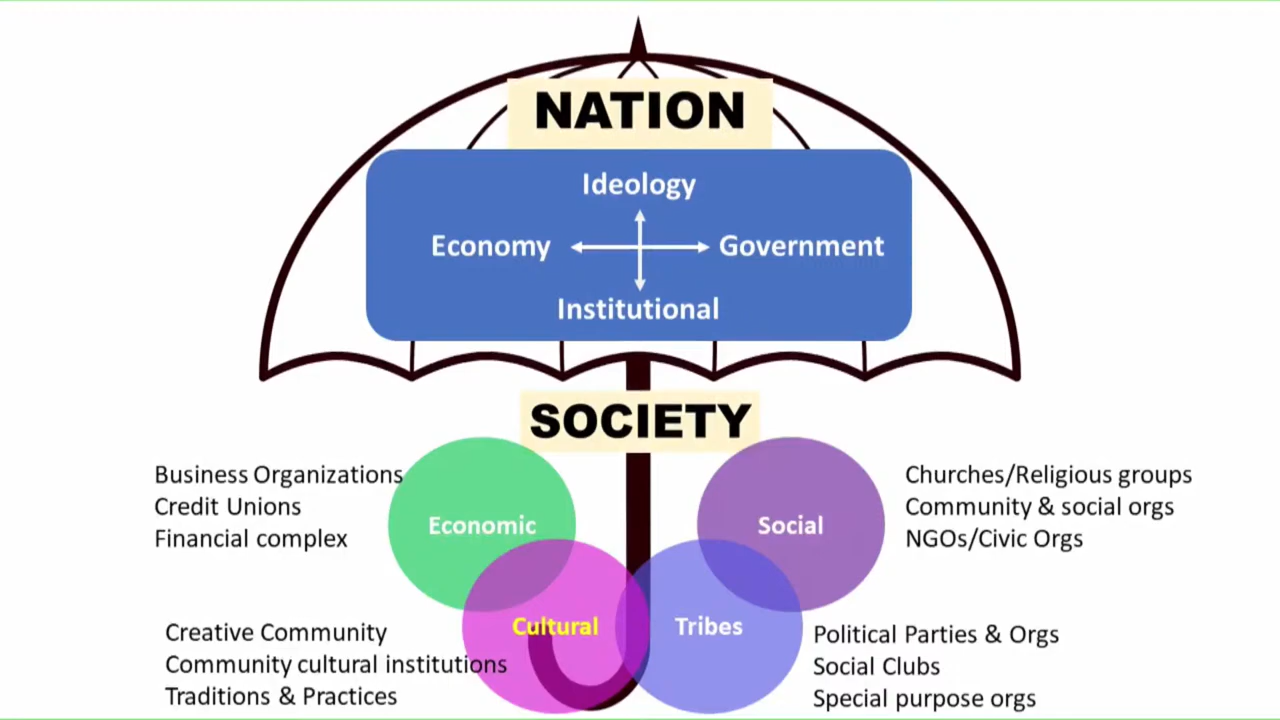 NATION
Ideology
Economy
Government
Institutional
SOCIETY
Business Organizations
Credit Unions
Financial complex
Economic
Social
Churches/Religious groups
Community & social orgs
NGOs/Civic Orgs
Creative Community
Community cultural institutions
Traditions & Practices
Cultural
Tribes
Political Parties & Orgs
Social Clubs
Special purpose orgs